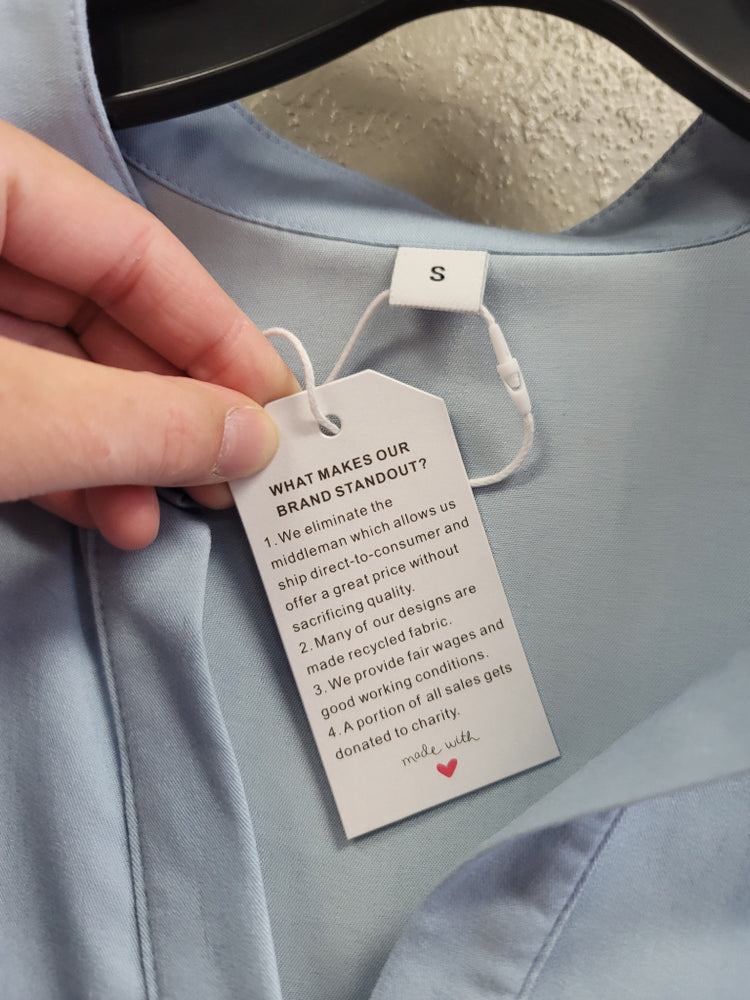 S
WHAT MAKES OUR
BRAND STANDOUT?
1.We eliminate the
middleman which allows us
ship direct-to-consumer and
offer a great price without
sacrificing quality.
2. Many of our designs are
made recycled fabric.
3. We provide fair wages and
good working conditions.
4. A portion of all sales gets
donated to charity.
made with